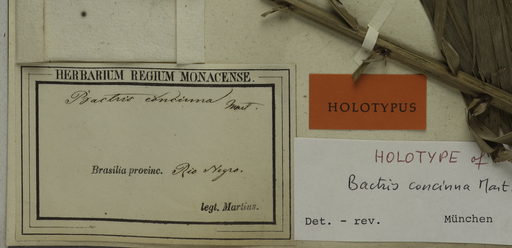 HERBARIUM REGIUM MONACENSE.
Bactris concinna Mart.
Brasilia provinc. Rio Negro.
legt. Martius.
HOLOTYPUS
HOLOTYPE of
Bactris concinna Mart.
Det. - rev. München